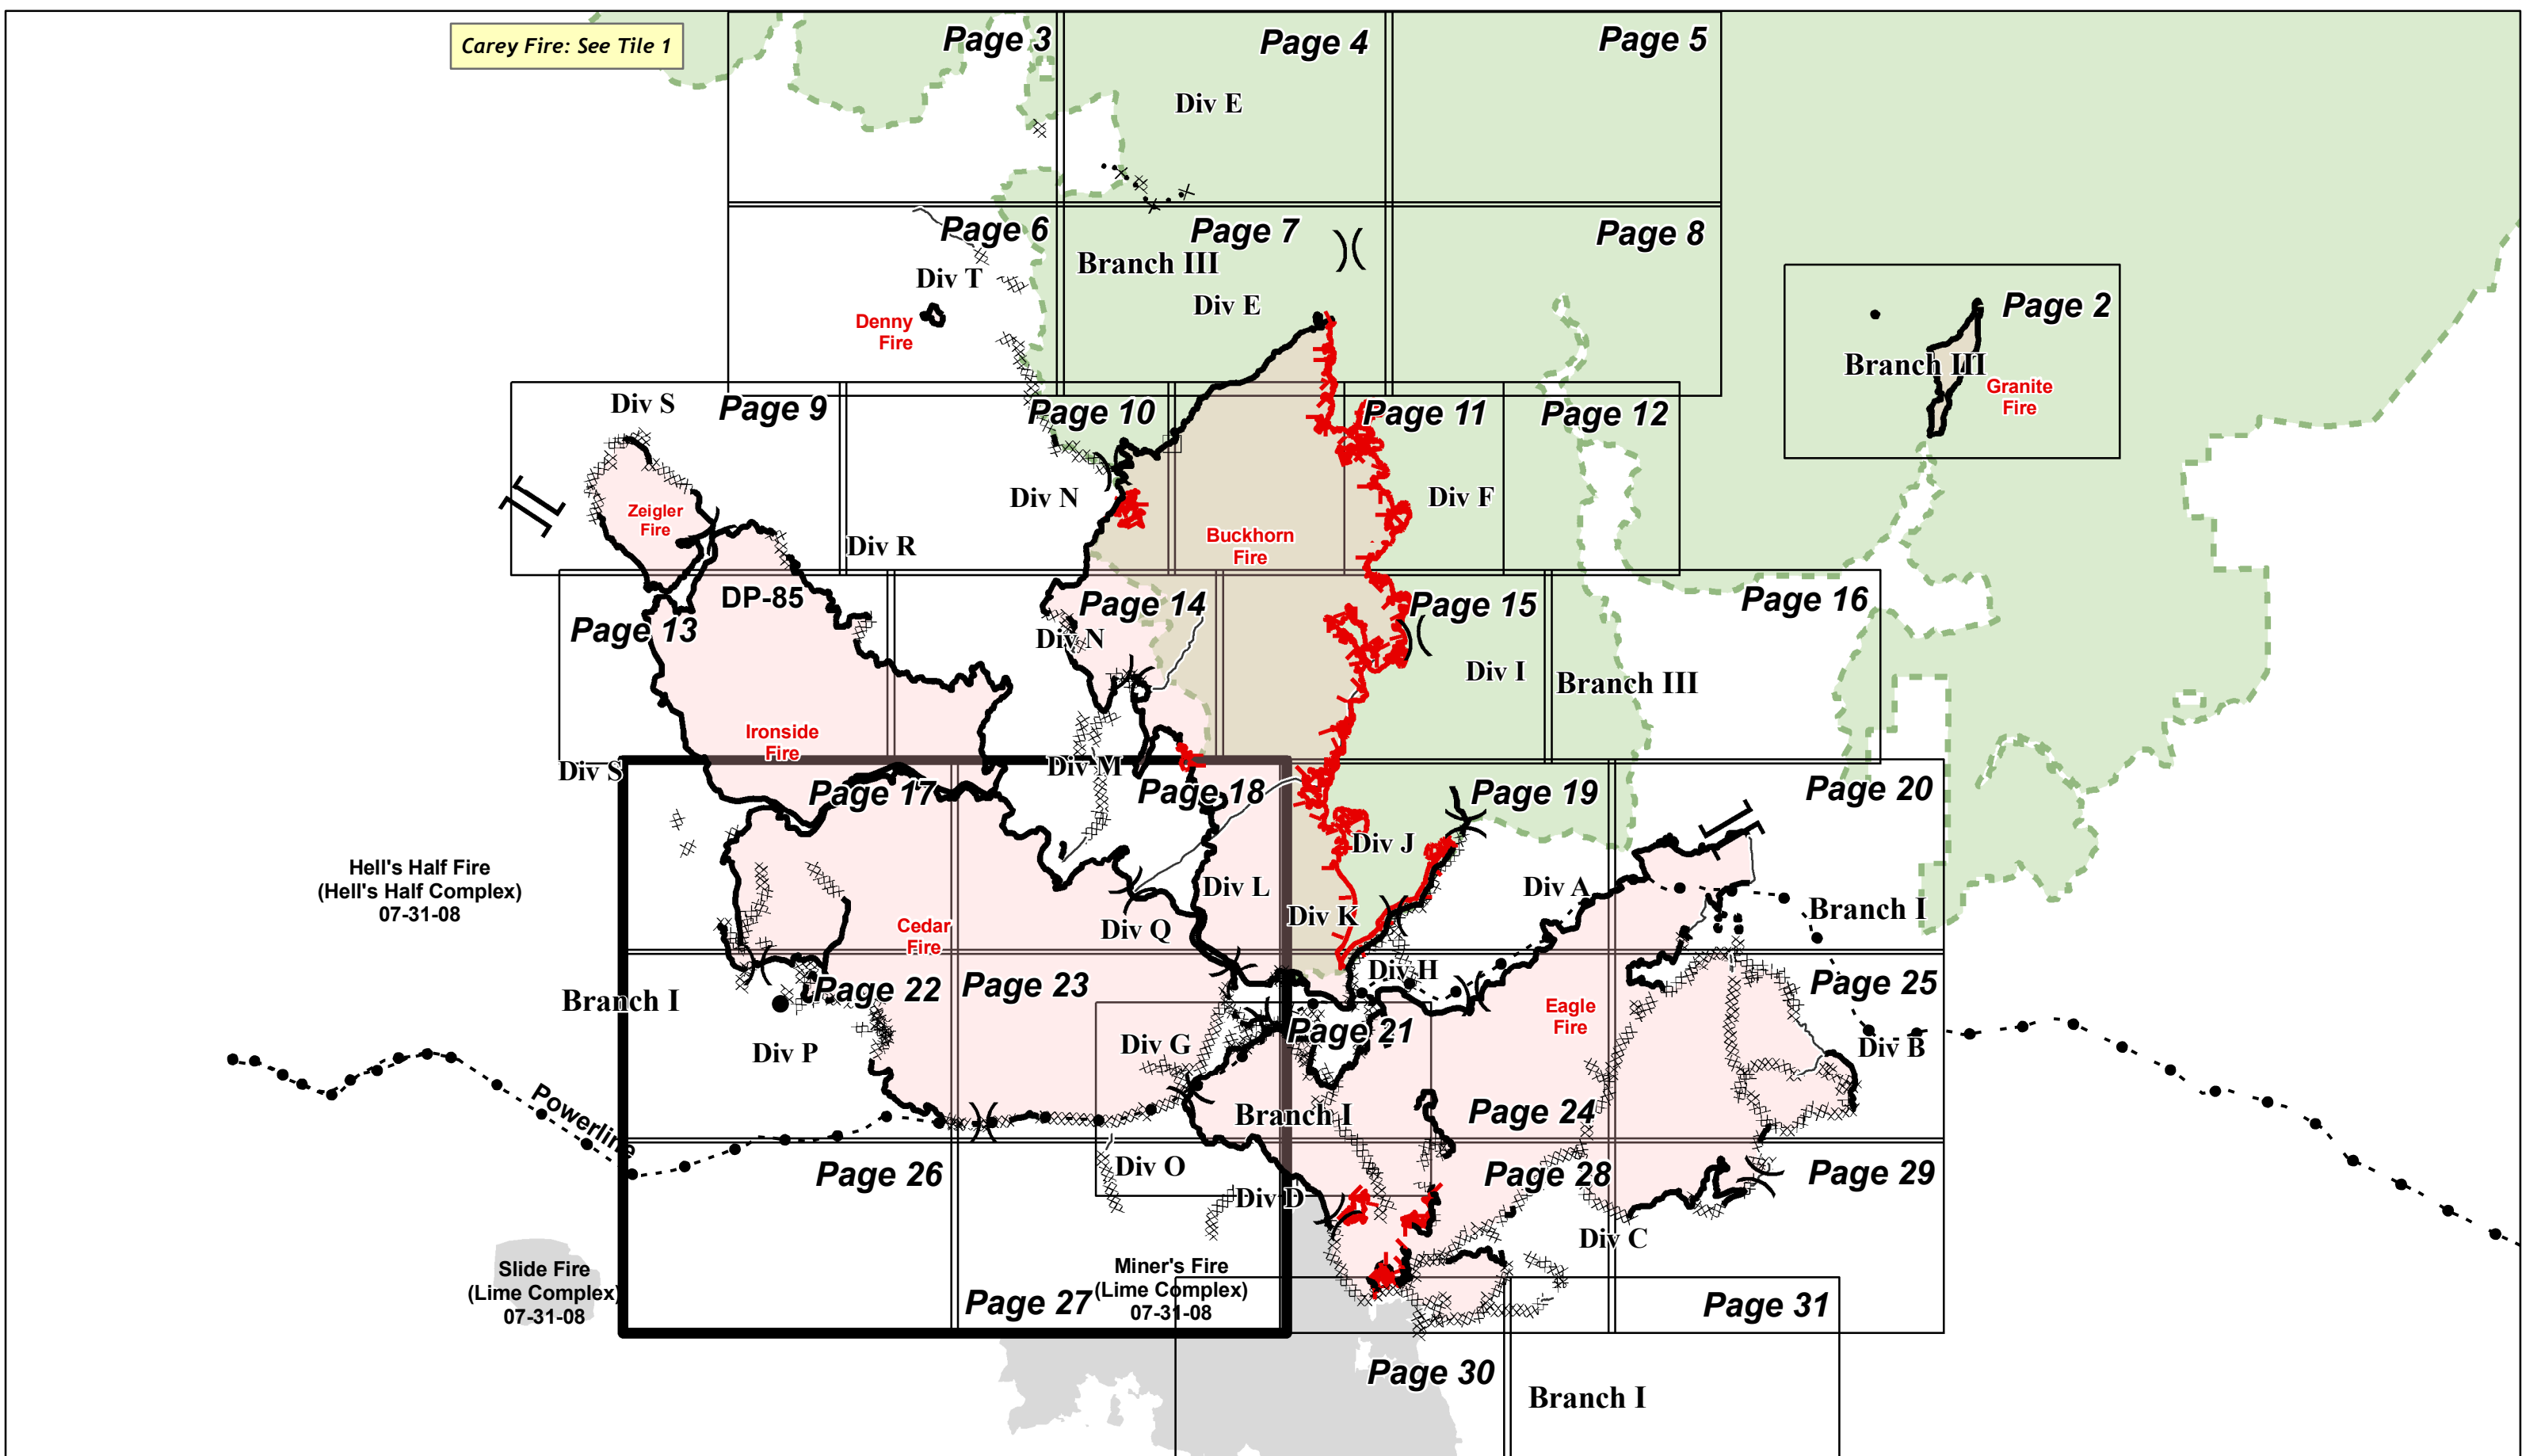 Carey Fire: See Tile 1
Page 3
Page 4
Page 5
Div E
Page 6
Page 7
Page 8
Branch III
Div T
Div E
Denny
Fire
Page 2
Branch III
Granite
Fire
Div S
Page 9
Page 10
Page 11
Page 12
Div N
Div F
Zeigler
Fire
Buckhorn
Fire
Div R
DP-85
Page 13
Page 14
Page 15
Page 16
Div N
Div I
Branch III
Ironside
Fire
Div S
Div M
Page 17
Page 18
Page 19
Page 20
Div J
Hell's Half Fire
(Hell's Half Complex)
07-31-08
Div L
Div A
Div K
Branch I
Cedar
Fire
Div Q
Div H
Page 22
Page 23
Page 25
Branch I
Eagle
Fire
Page 21
Div G
Div B
Div P
Powerline
Branch I
Page 24
Page 26
Div O
Page 28
Page 29
Div D
Div C
Slide Fire
(Lime Complex)
07-31-08
Miner's Fire
(Lime Complex)
07-31-08
Page 27
Page 31
Page 30
Branch I